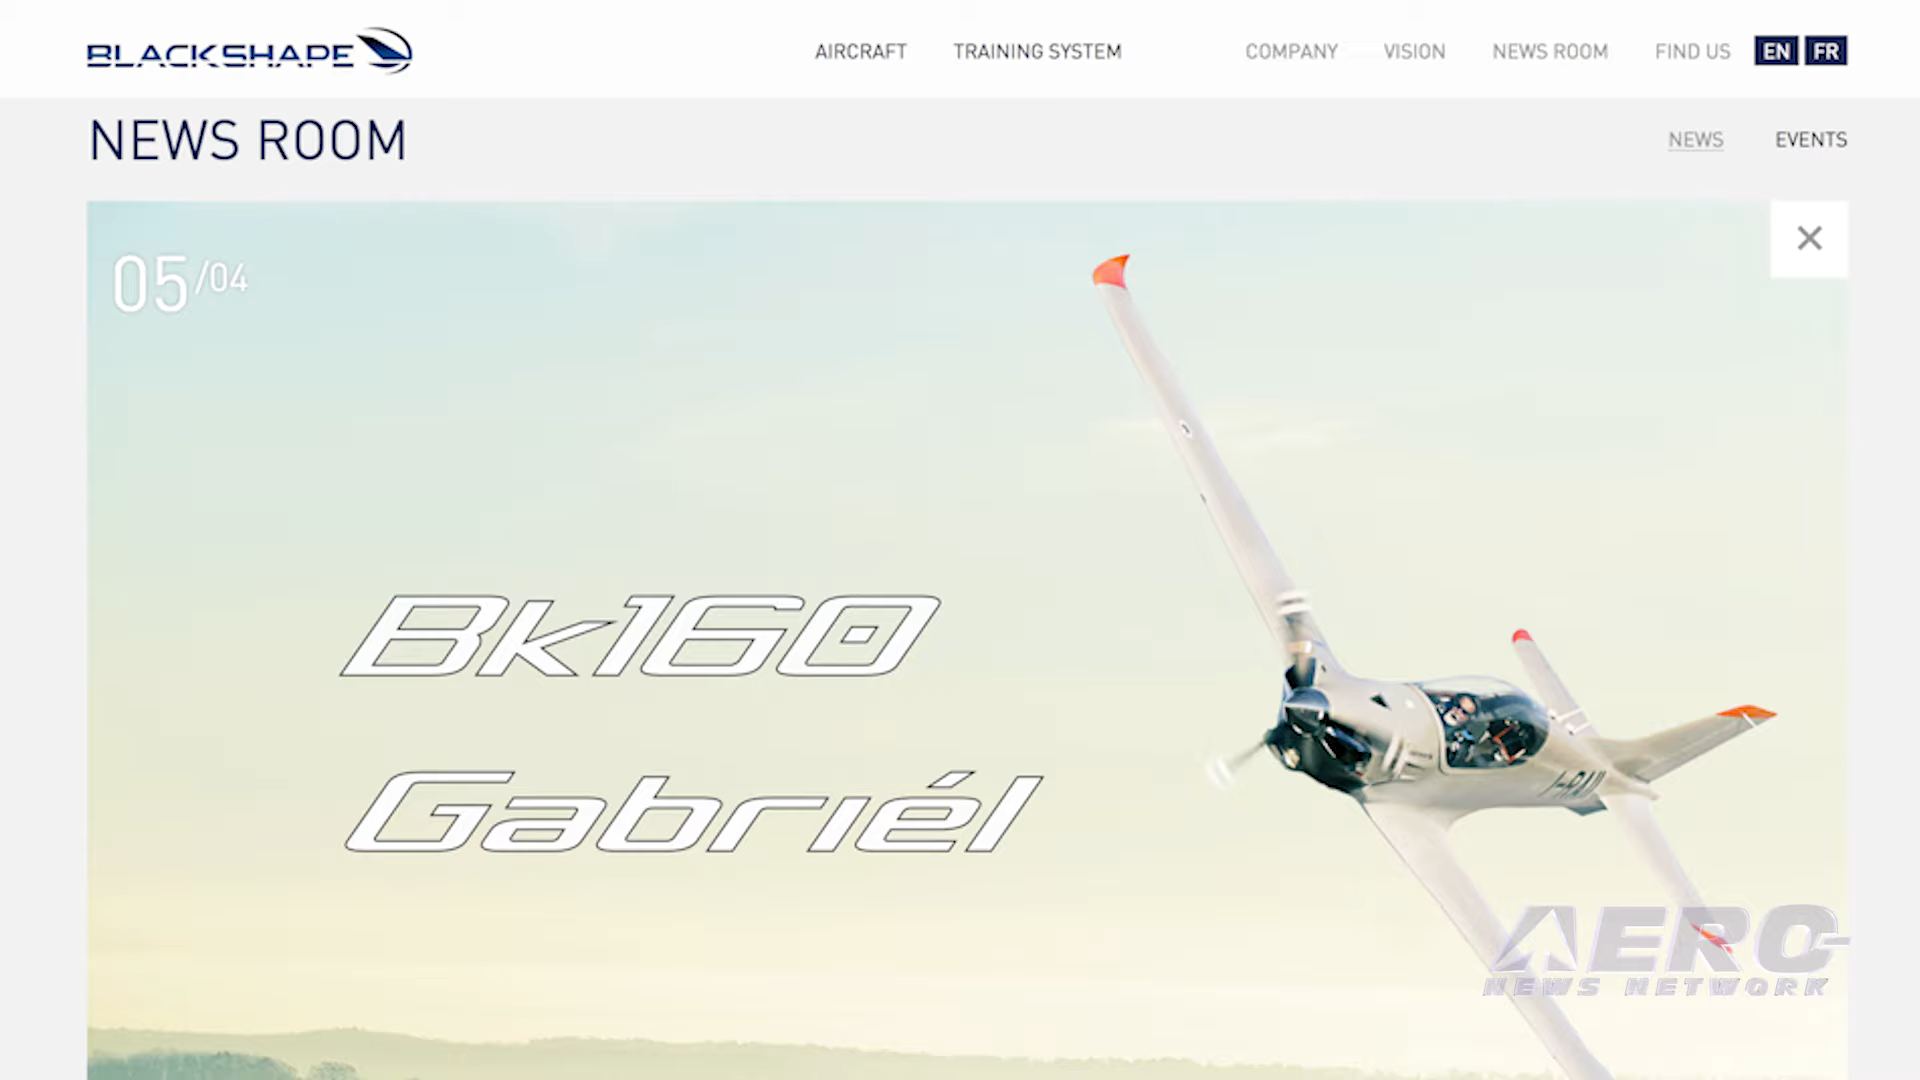 BLACKSHAPE
AIRCRAFT
TRAINING SYSTEM
COMPANY
VISION
NEWS ROOM
FIND US
EN
FR
NEWS ROOM
NEWS
EVENTS
05/04
Bk160
Gabriél
AERO-
NEWS NETWORK